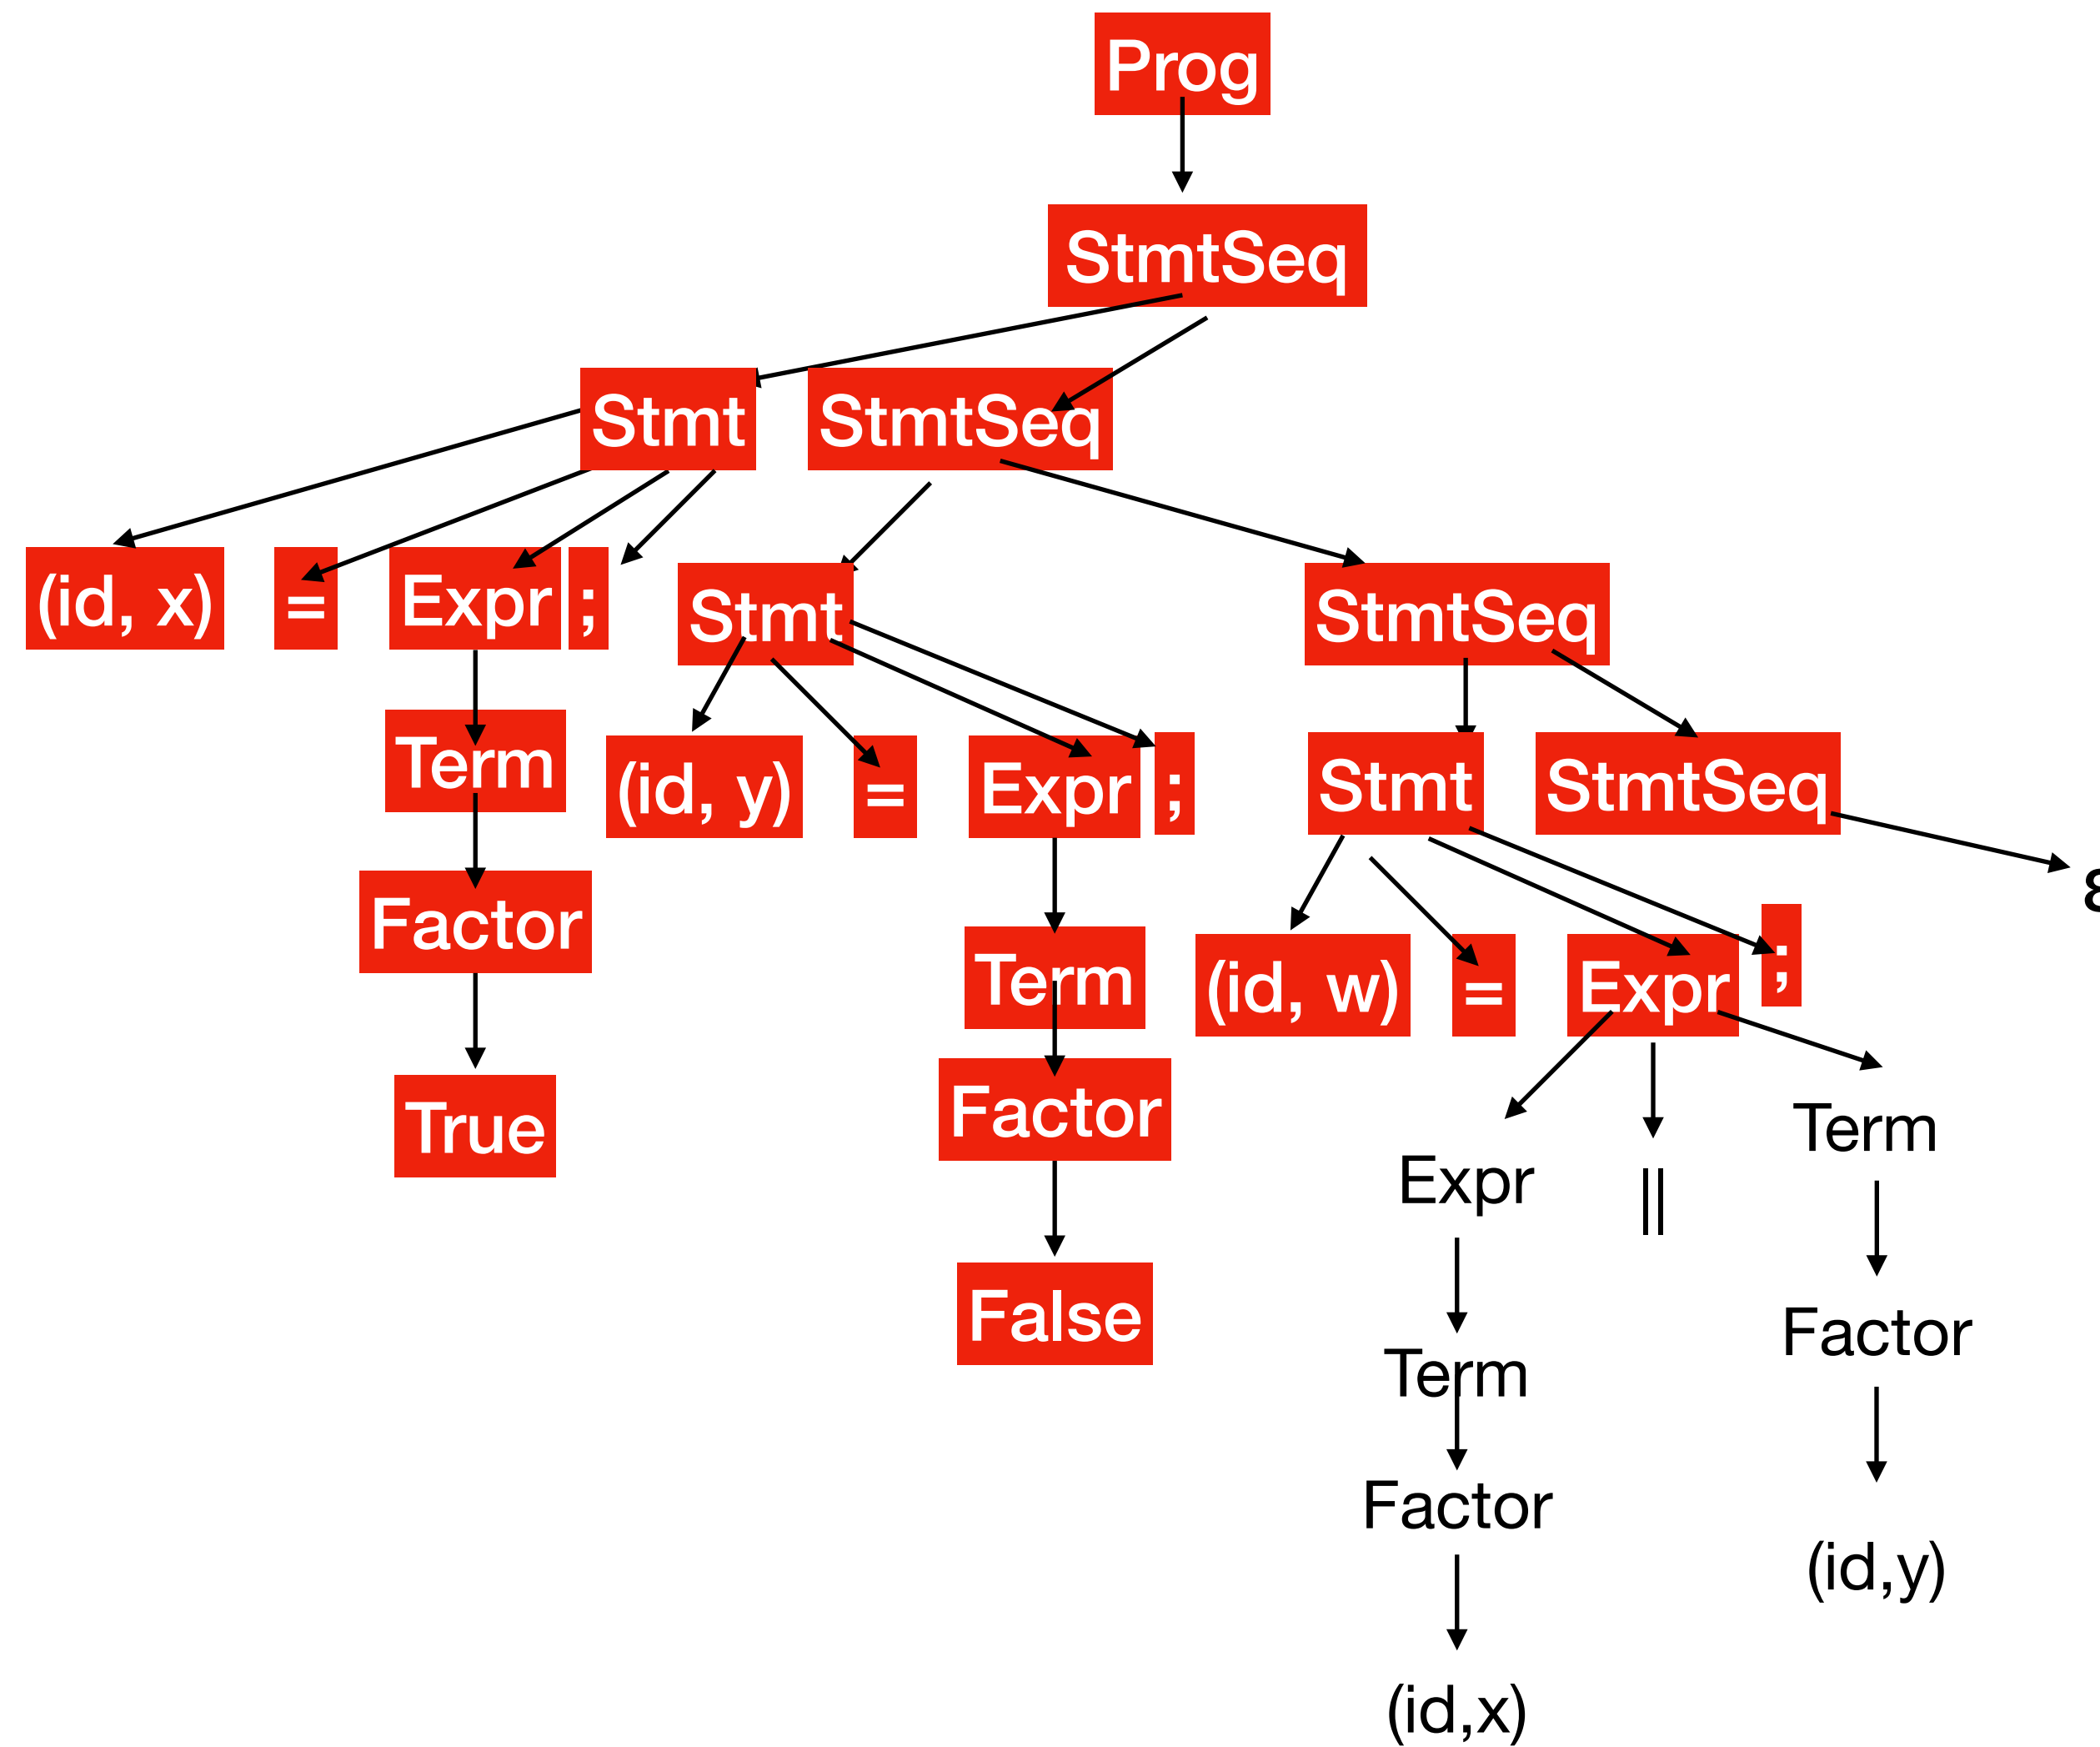 Prog
StmtSeq
Stmt StmtSeq
(id, x) = Expr ; Stmt StmtSeq
Term (id, y) = Expr ; Stmt StmtSeq
Factor Term (id, w) = Expr ;
True Factor Expr || Term
False Term Factor
Factor (id,y)
(id,x)